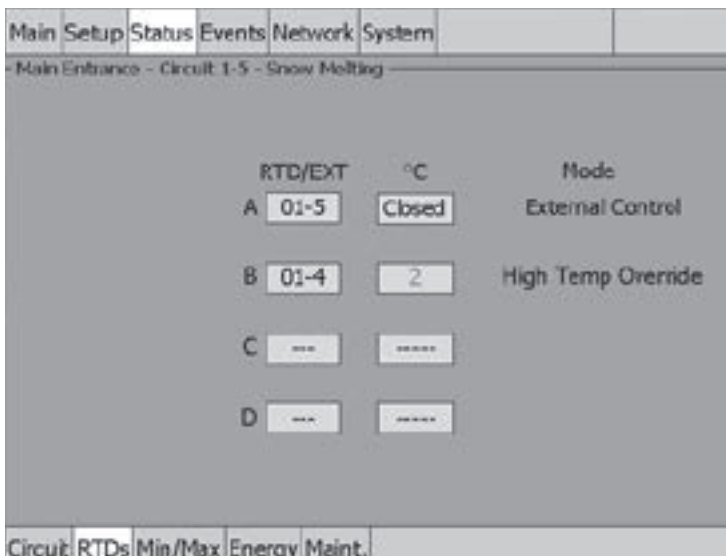 Main Setup Status Events Network System
Main Entrance - Circuit 1-5 - Snow Melting
RTD/EXT °C Mode
A 01-5 Closed External Control
B 01-4 2 High Temp Override
C --- -----
D --- -----
Circuit RTDs Min/Max Energy Maint.